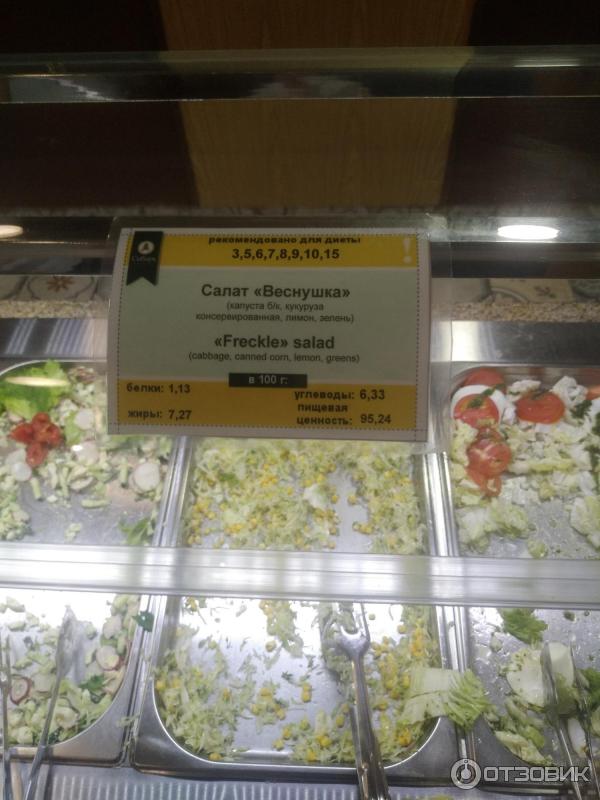 рекомендовано для диеты
3,5,6,7,8,9,10,15
!
Сибирь
Салат «Веснушка»
(капуста б/к, кукуруза
консервированная, лимон, зелень)
«Freckle» salad
(cabbage, canned corn, lemon, greens)
в 100 г:
белки: 1,13
углеводы: 6,33
жиры: 7,27
пищевая
ценность: 95,24
ОТЗОВИК